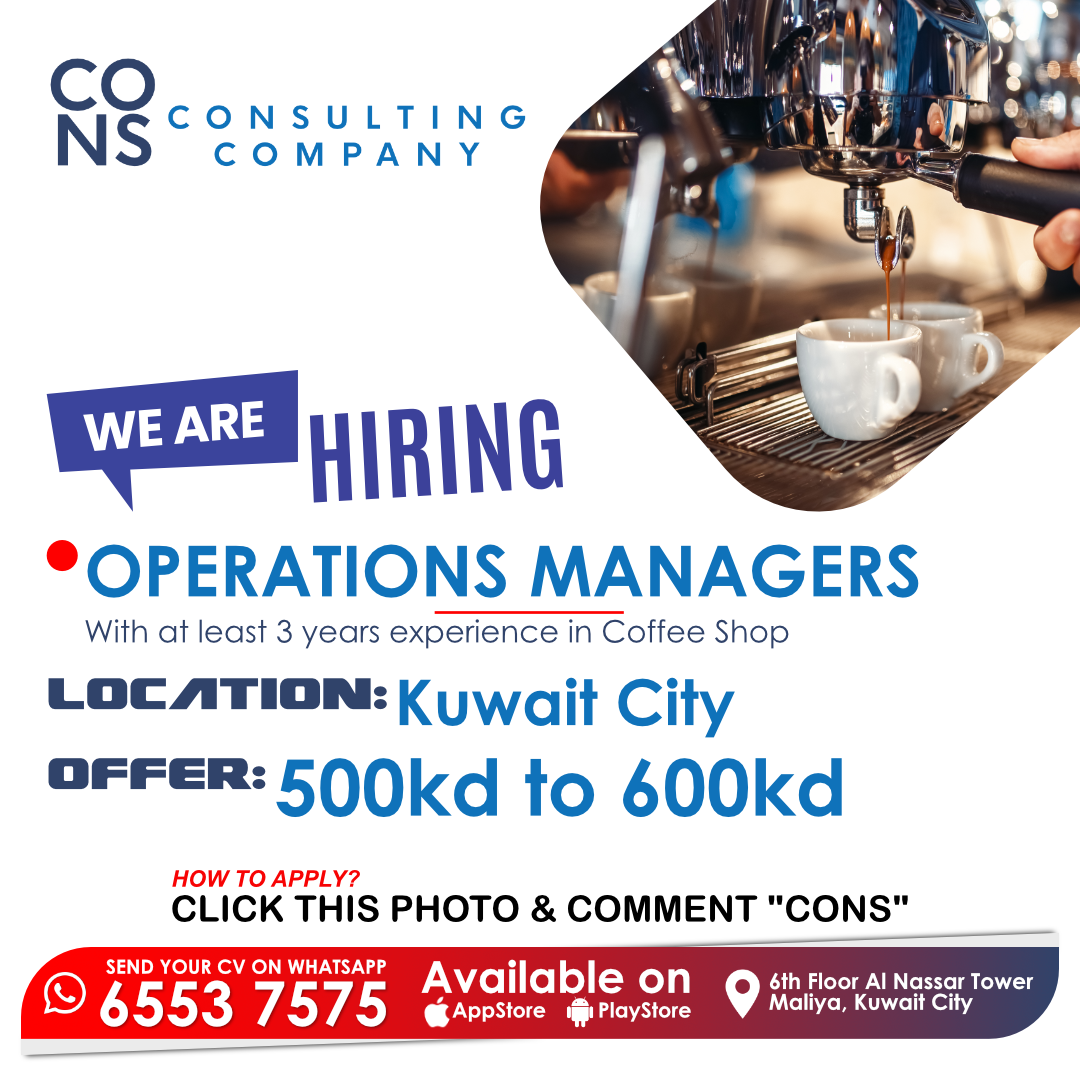 CO
NS
CONSULTING
COMPANY
WE ARE
HIRING
OPERATIONS MANAGERS
With at least 3 years experience in Coffee Shop
LOCATION: Kuwait City
OFFER: 500kd to 600kd
HOW TO APPLY?
CLICK THIS PHOTO & COMMENT "CONS"
SEND YOUR CV ON WHATSAPP
6553 7575
Available on
AppStore PlayStore
6th Floor Al Nassar Tower
Maliya, Kuwait City